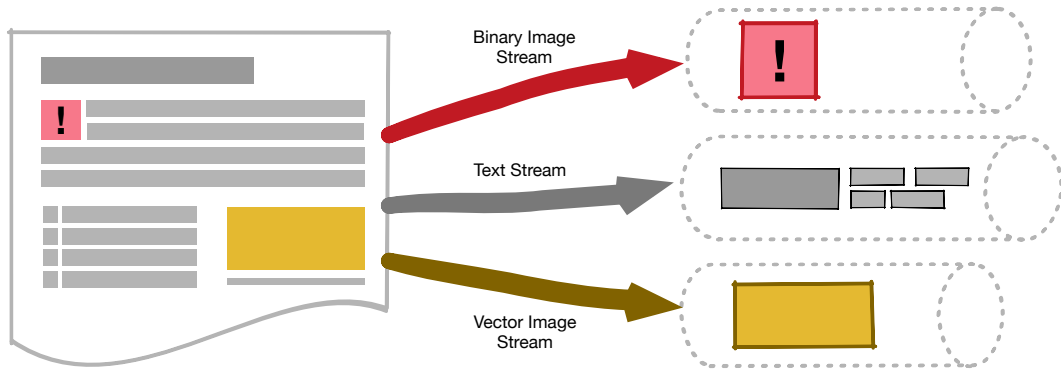 Binary Image
Stream
!
!
Text Stream
Vector Image
Stream